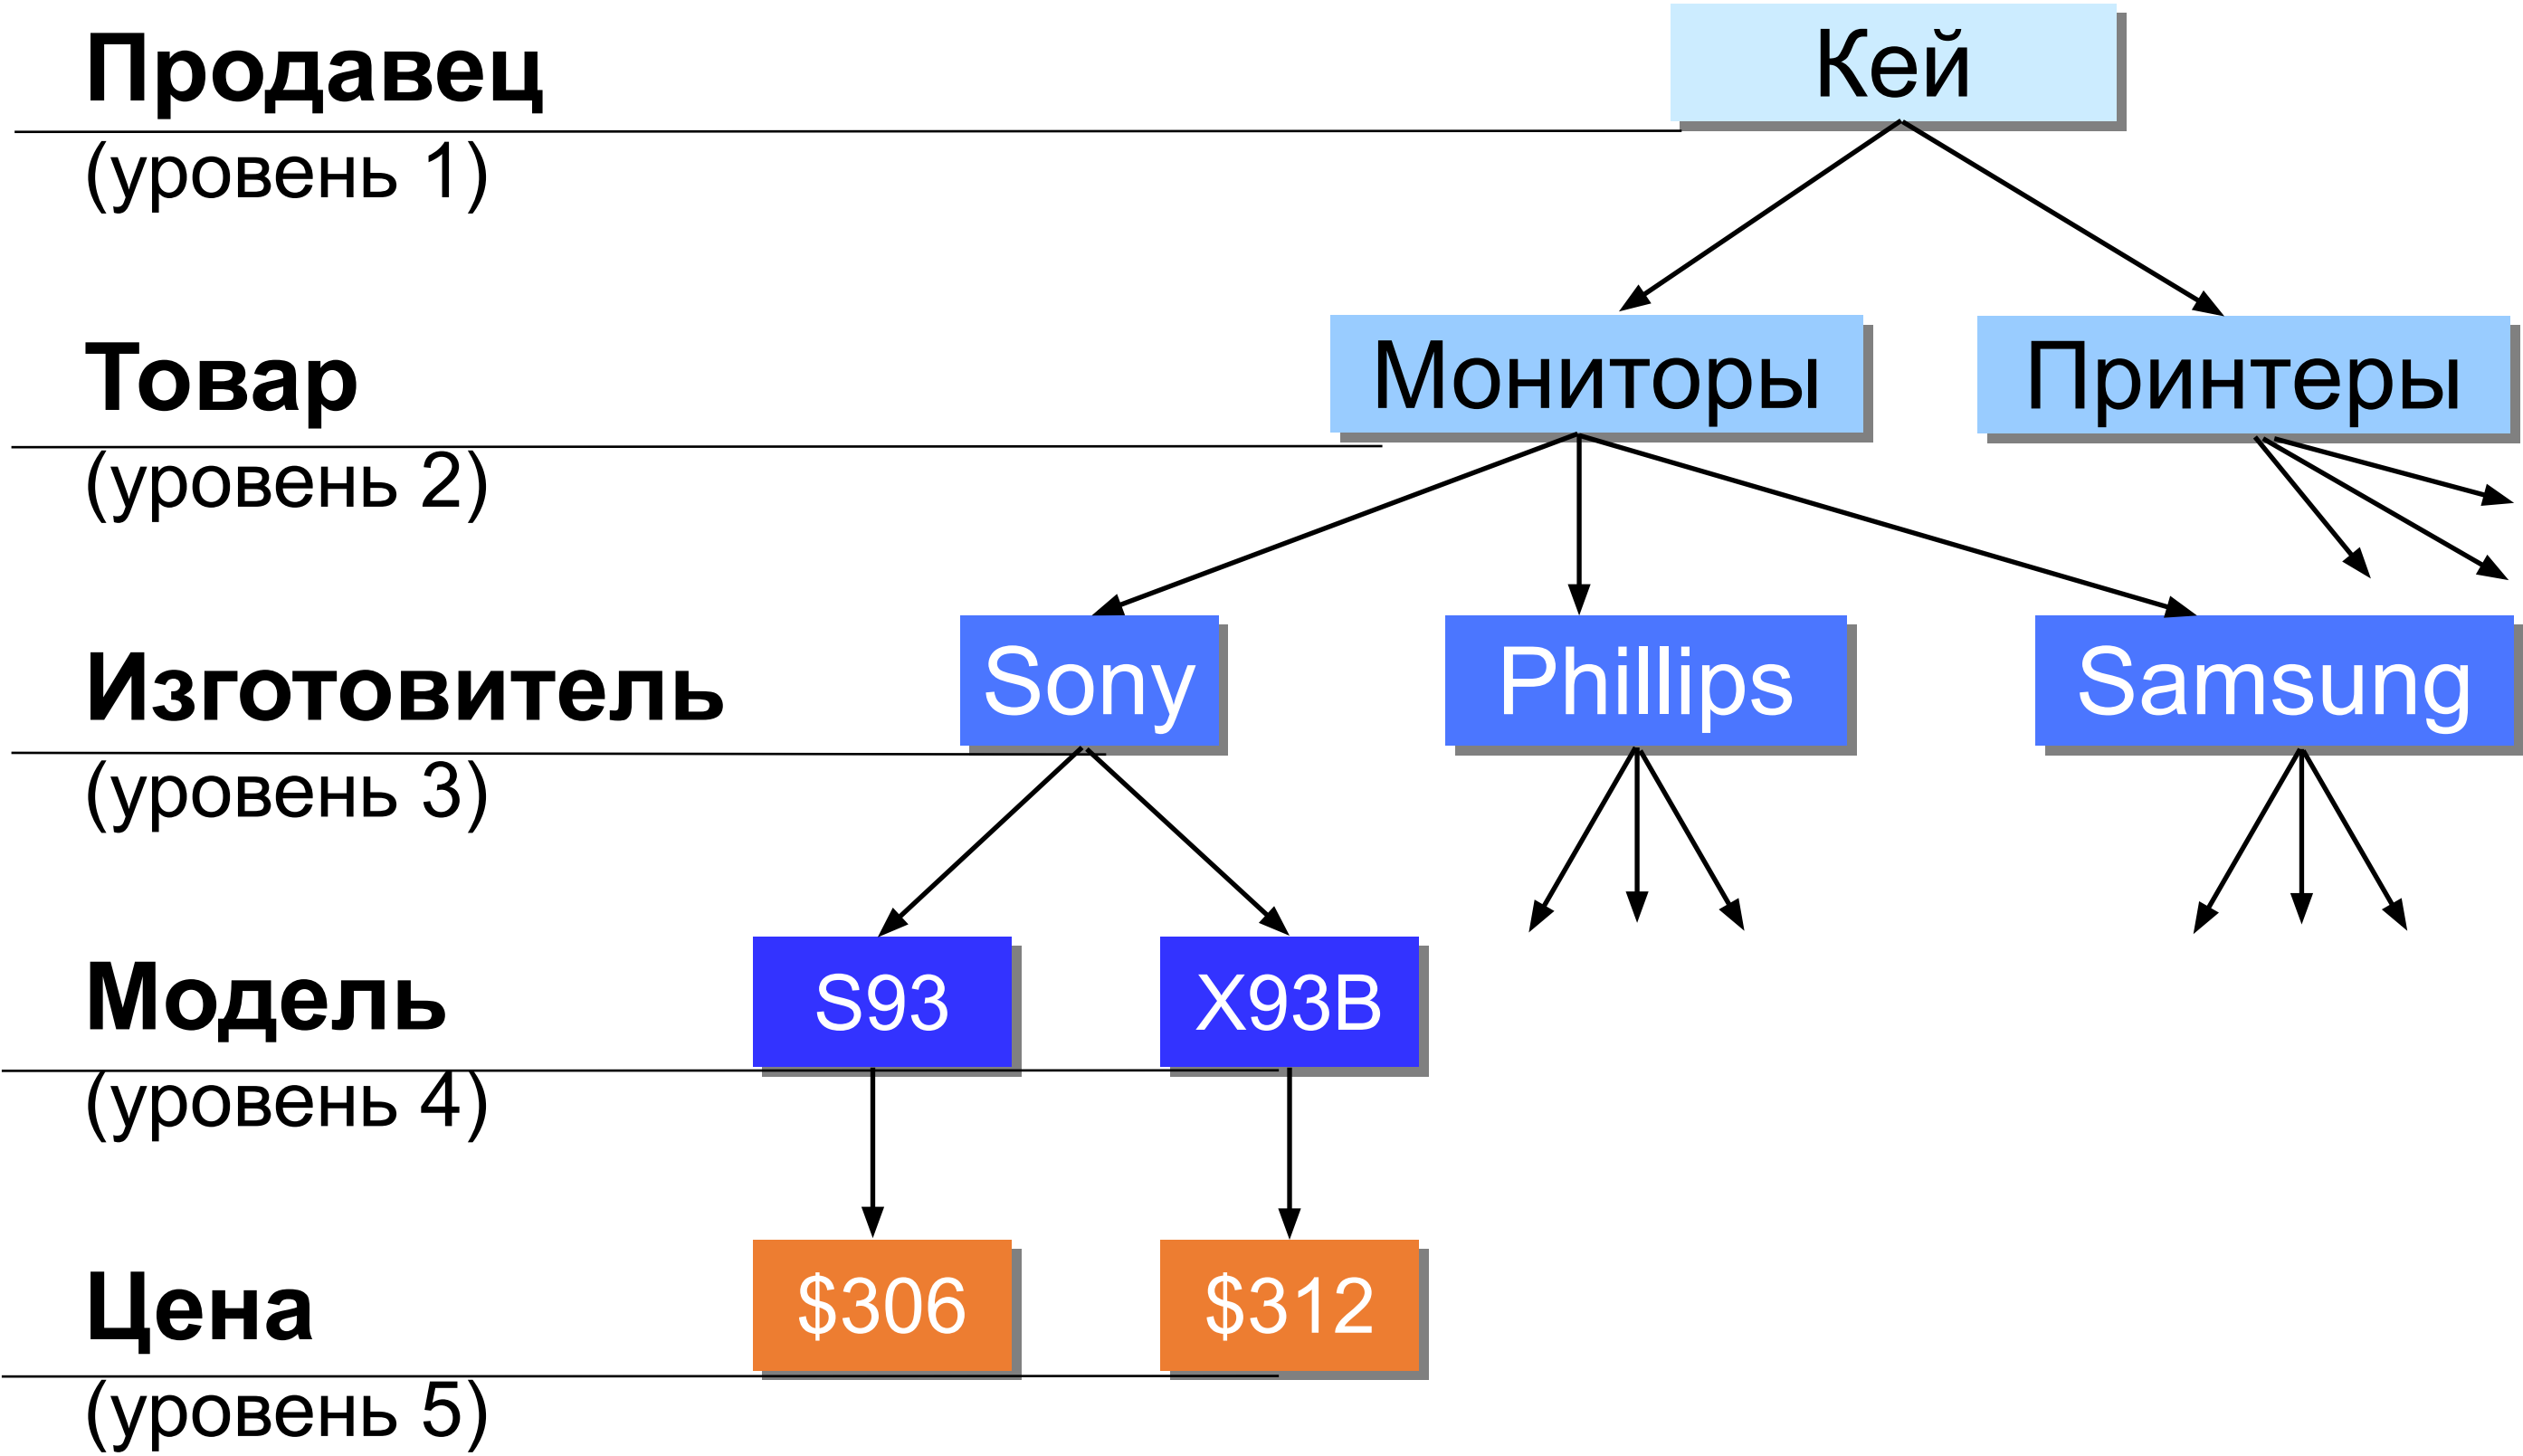 Продавец
(уровень 1)
Кей
Товар
(уровень 2)
Мониторы
Принтеры
Изготовитель
(уровень 3)
Sony
Phillips
Samsung
Модель
(уровень 4)
S93
X93B
Цена
(уровень 5)
$306
$312